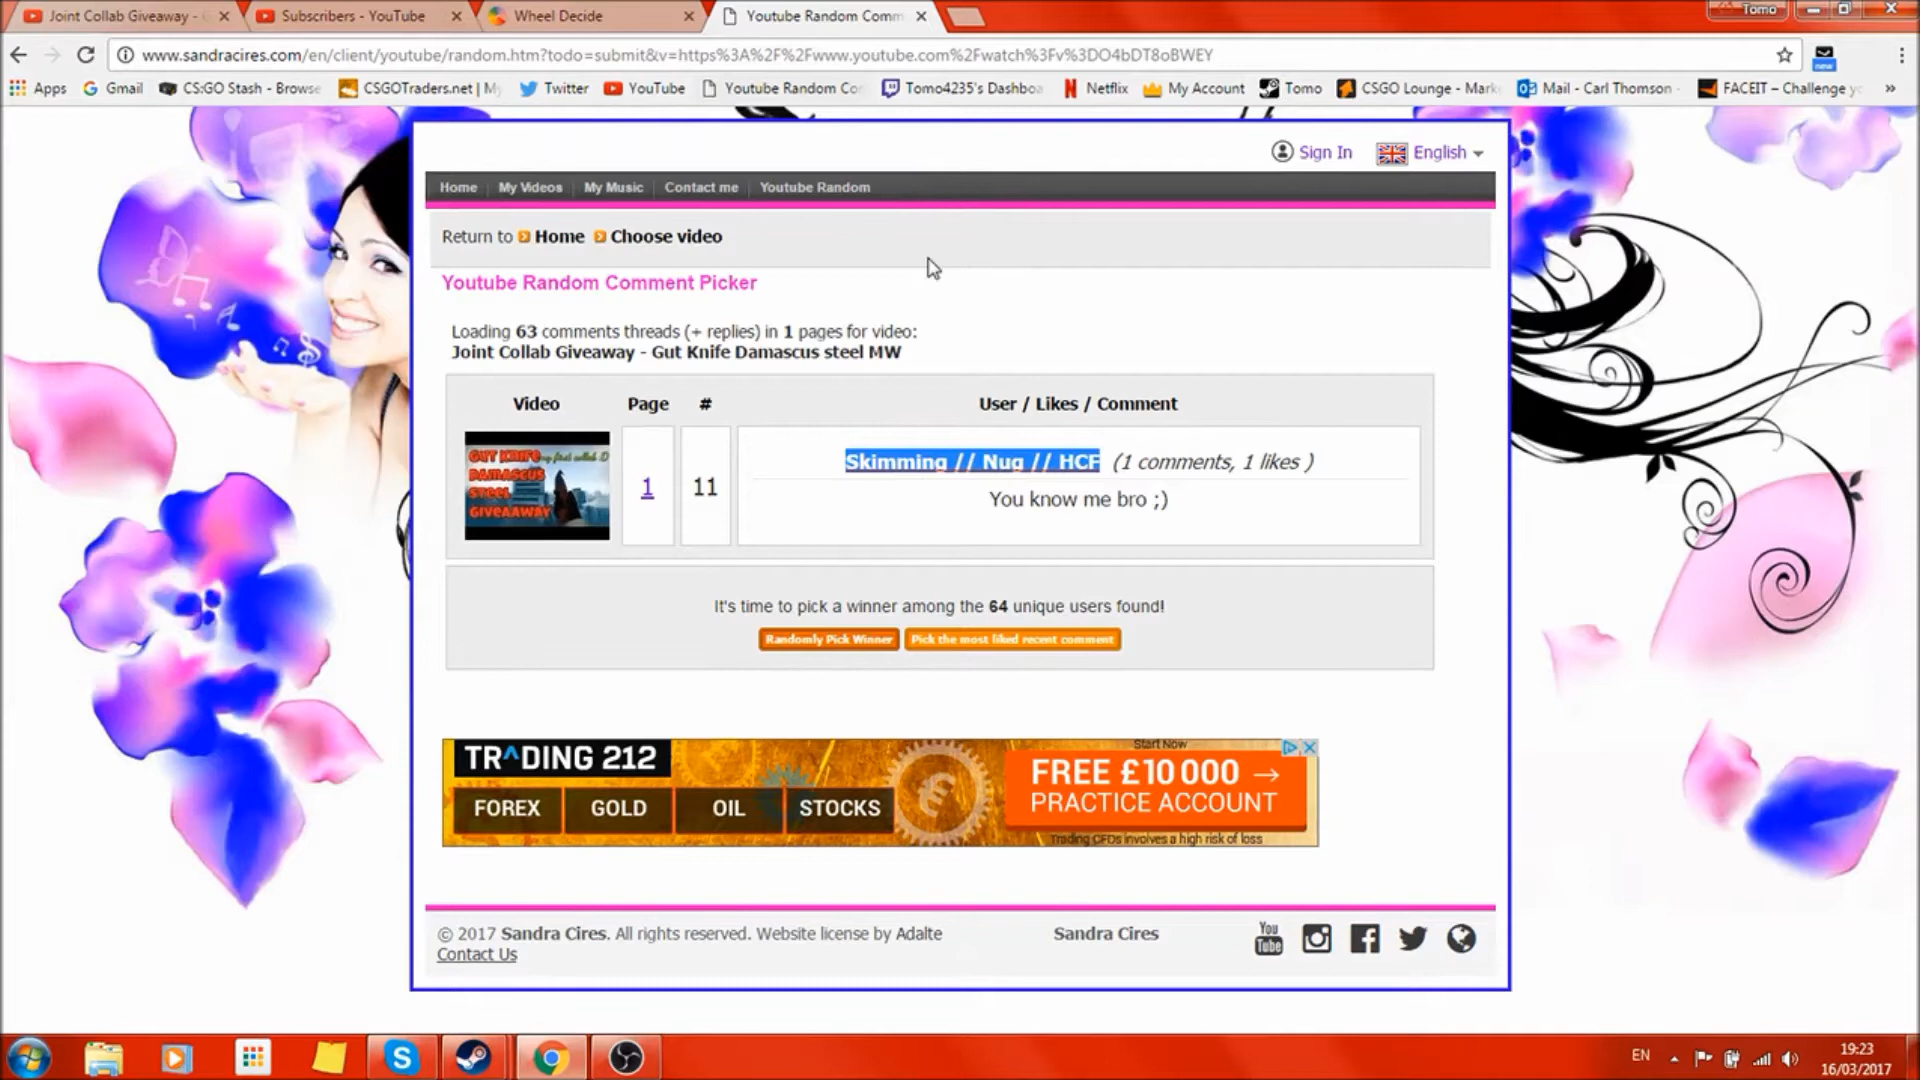 Joint Collab Giveaway - G
Subscribers - YouTube
Wheel Decide
Youtube Random Comm
Tomo
www.sandracires.com/en/client/youtube/random.htm?todo=submit&v=https%3A%2F%2Fwww.youtube.com%2Fwatch%3Fv%3DO4bDT8oBWEY
new
Apps Gmail CS:GO Stash - Browse CSGOTraders.net | My Twitter YouTube Youtube Random Co Tomo4235's Dashboa Netflix My Account Tomo CSGO Lounge - Mark Mail - Carl Thomson FACEIT – Challenge yo »
Sign In English
Home My Videos My Music Contact me Youtube Random
Return to Home Choose video
Youtube Random Comment Picker
Loading 63 comments threads (+ replies) in 1 pages for video:
Joint Collab Giveaway - Gut Knife Damascus steel MW
Video Page # User / Likes / Comment
GUT KNIFE my first collab :D
DAMASCUS
STEEL
GIVEAAWAY
1 11
Skimming // Nug // HCF (1 comments, 1 likes )
You know me bro ;)
It's time to pick a winner among the 64 unique users found!
Randomly Pick Winner Pick the most liked recent comment
TRADING 212
FOREX GOLD OIL STOCKS
Start Now
FREE £10 000 →
PRACTICE ACCOUNT
Trading CFDs involves a high risk of loss
© 2017 Sandra Cires. All rights reserved. Website license by Adalte
Contact Us
Sandra Cires
You
Tube
EN
19:23
16/03/2017